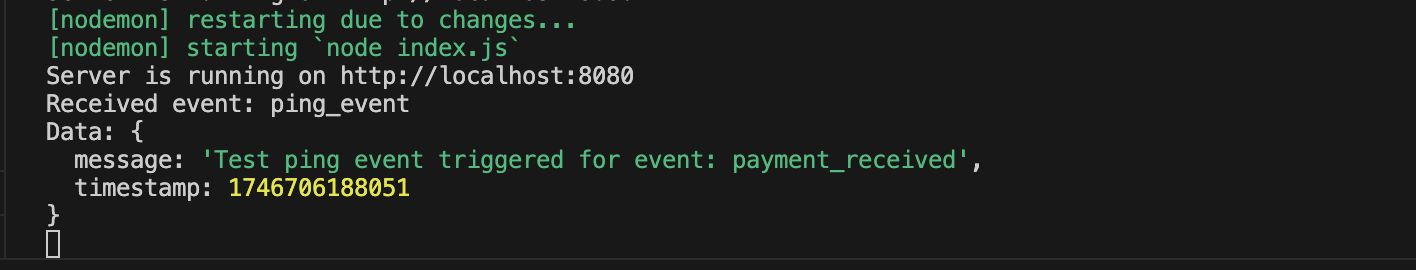 [nodemon] restarting due to changes...
[nodemon] starting `node index.js`
Server is running on http://localhost:8080
Received event: ping_event
Data: {
  message: 'Test ping event triggered for event: payment_received',
  timestamp: 1746706188051
}